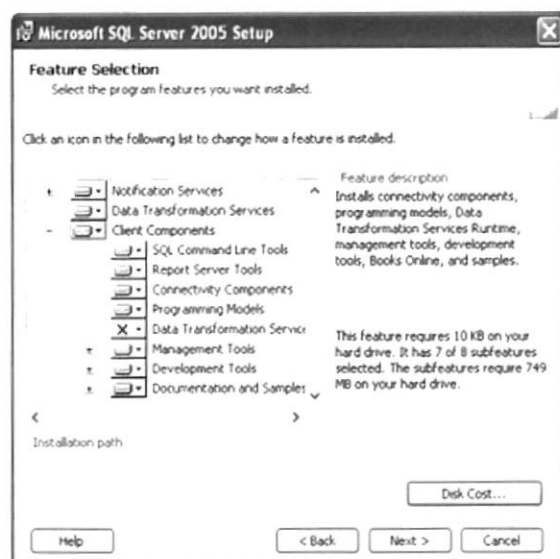 Microsoft SQL Server 2005 Setup
Feature Selection
Select the program features you want installed.
Click an icon in the following list to change how a feature is installed.
Notification Services
Data Transformation Services
Client Components
SQL Command Line Tools
Report Server Tools
Connectivity Components
Programming Models
Data Transformation Service
Management Tools
Development Tools
Documentation and Samples
Feature description
Installs connectivity components,
programming models, Data
Transformation Services Runtime,
management tools, development
tools, Books Online, and samples.
This feature requires 10 KB on your
hard drive. It has 7 of 8 subfeatures
selected. The subfeatures require 749
MB on your hard drive.
Installation path
Disk Cost...
Help
< Back
Next >
Cancel